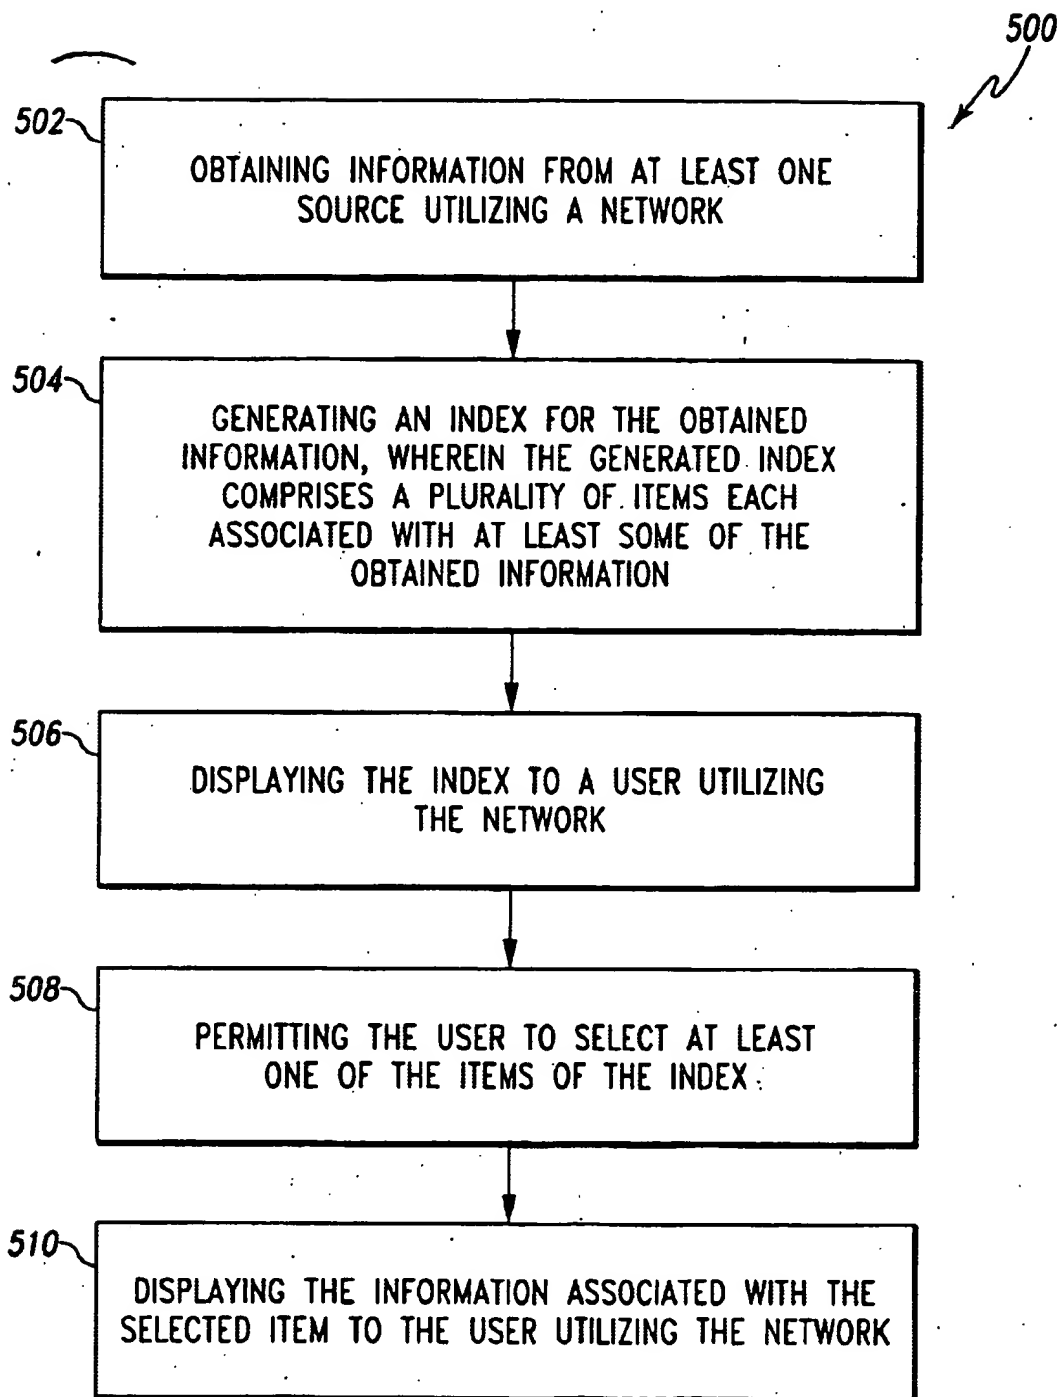 500
502
OBTAINING INFORMATION FROM AT LEAST ONE
SOURCE UTILIZING A NETWORK
504
GENERATING AN INDEX FOR THE OBTAINED
INFORMATION, WHEREIN THE GENERATED INDEX
COMPRISES A PLURALITY OF ITEMS EACH
ASSOCIATED WITH AT LEAST SOME OF THE
OBTAINED INFORMATION
506
DISPLAYING THE INDEX TO A USER UTILIZING
THE NETWORK
508
PERMITTING THE USER TO SELECT AT LEAST
ONE OF THE ITEMS OF THE INDEX
510
DISPLAYING THE INFORMATION ASSOCIATED WITH THE
SELECTED ITEM TO THE USER UTILIZING THE NETWORK